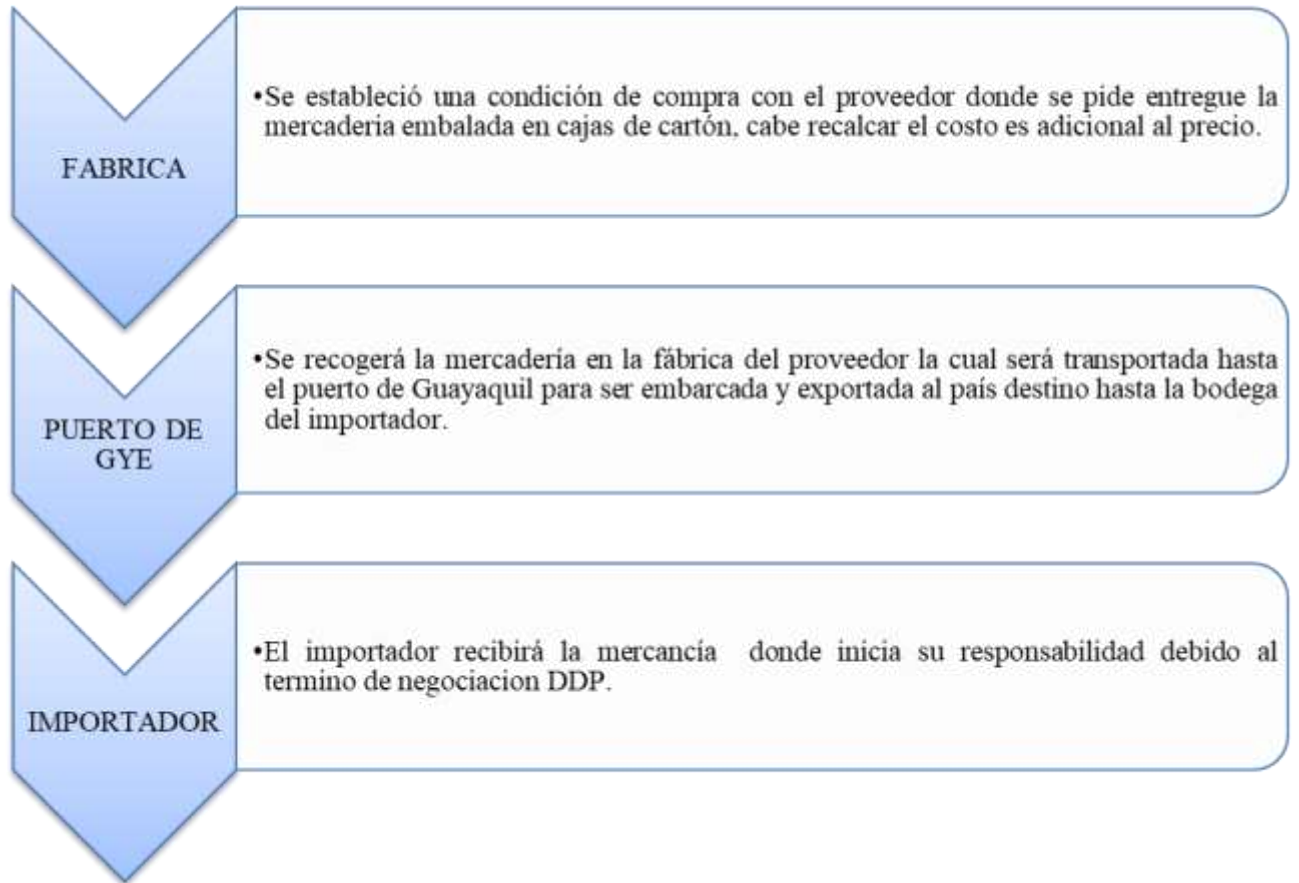 FABRICA
•Se estableció una condición de compra con el proveedor donde se pide entregue la
mercaderia embalada en cajas de cartón, cabe recalcar el costo es adicional al precio.
PUERTO DE
GYE
•Se recogerá la mercadería en la fábrica del proveedor la cual será transportada hasta
el puerto de Guayaquil para ser embarcada y exportada al país destino hasta la bodega
del importador.
IMPORTADOR
•El importador recibirá la mercancía donde inicia su responsabilidad debido al
termino de negociacion DDP.